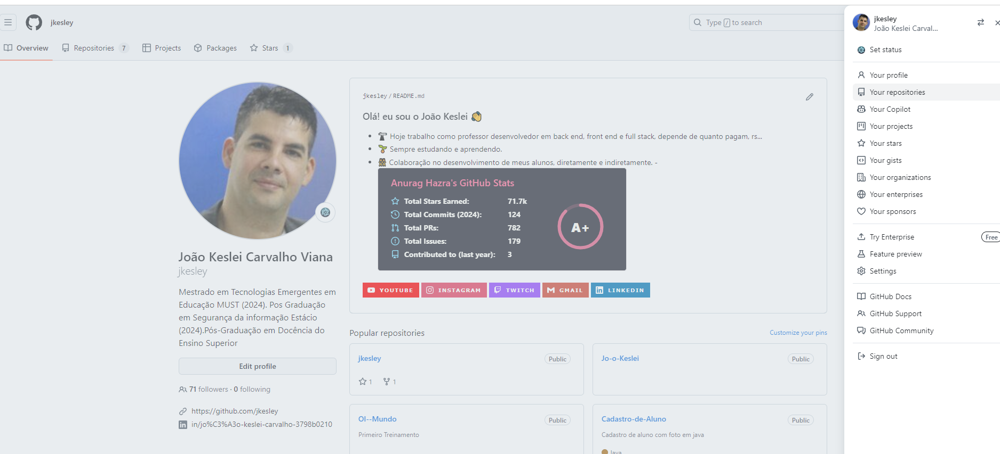 jkesley
Type / to search
Overview
Repositories 7
Projects
Packages
Stars 1
João Keslei Carvalho Viana
jkesley
Mestrado em Tecnologias Emergentes em
Educação MUST (2024). Pos Graduação
em Segurança da informação Estácio
(2024).Pós-Graduação em Docência do
Ensino Superior
Edit profile
71 followers · 0 following
https://github.com/jkesley
in/jo%C3%A3o-keslei-carvalho-3798b0210
jkesley/README.md
Olá! eu sou o João Keslei
Hoje trabalho como professor desenvolvedor em back end, front end e full stack, depende de quanto pagam, rs...
Sempre estudando e aprendendo.
Colaboração no desenvolvimento de meus alunos, diretamente e indiretamente. -
Anurag Hazra's GitHub Stats
Total Stars Earned: 71.7k
Total Commits (2024): 124
Total PRs: 782
Total Issues: 179
Contributed to (last year): 3
A+
YOUTUBE
INSTAGRAM
TWITCH
GMAIL
LINKEDIN
Popular repositories
Customize your pins
jkesley
Public
1 1
Jo-o-Keslei
Public
Ol--Mundo
Public
Primeiro Treinamento
Cadastro-de-Aluno
Public
Cadastro de aluno com foto em java
Java
jkesley
João Keslei Carval...
Set status
Your profile
Your repositories
Your Copilot
Your projects
Your stars
Your gists
Your organizations
Your enterprises
Your sponsors
Try Enterprise
Free
Feature preview
Settings
GitHub Docs
GitHub Support
GitHub Community
Sign out